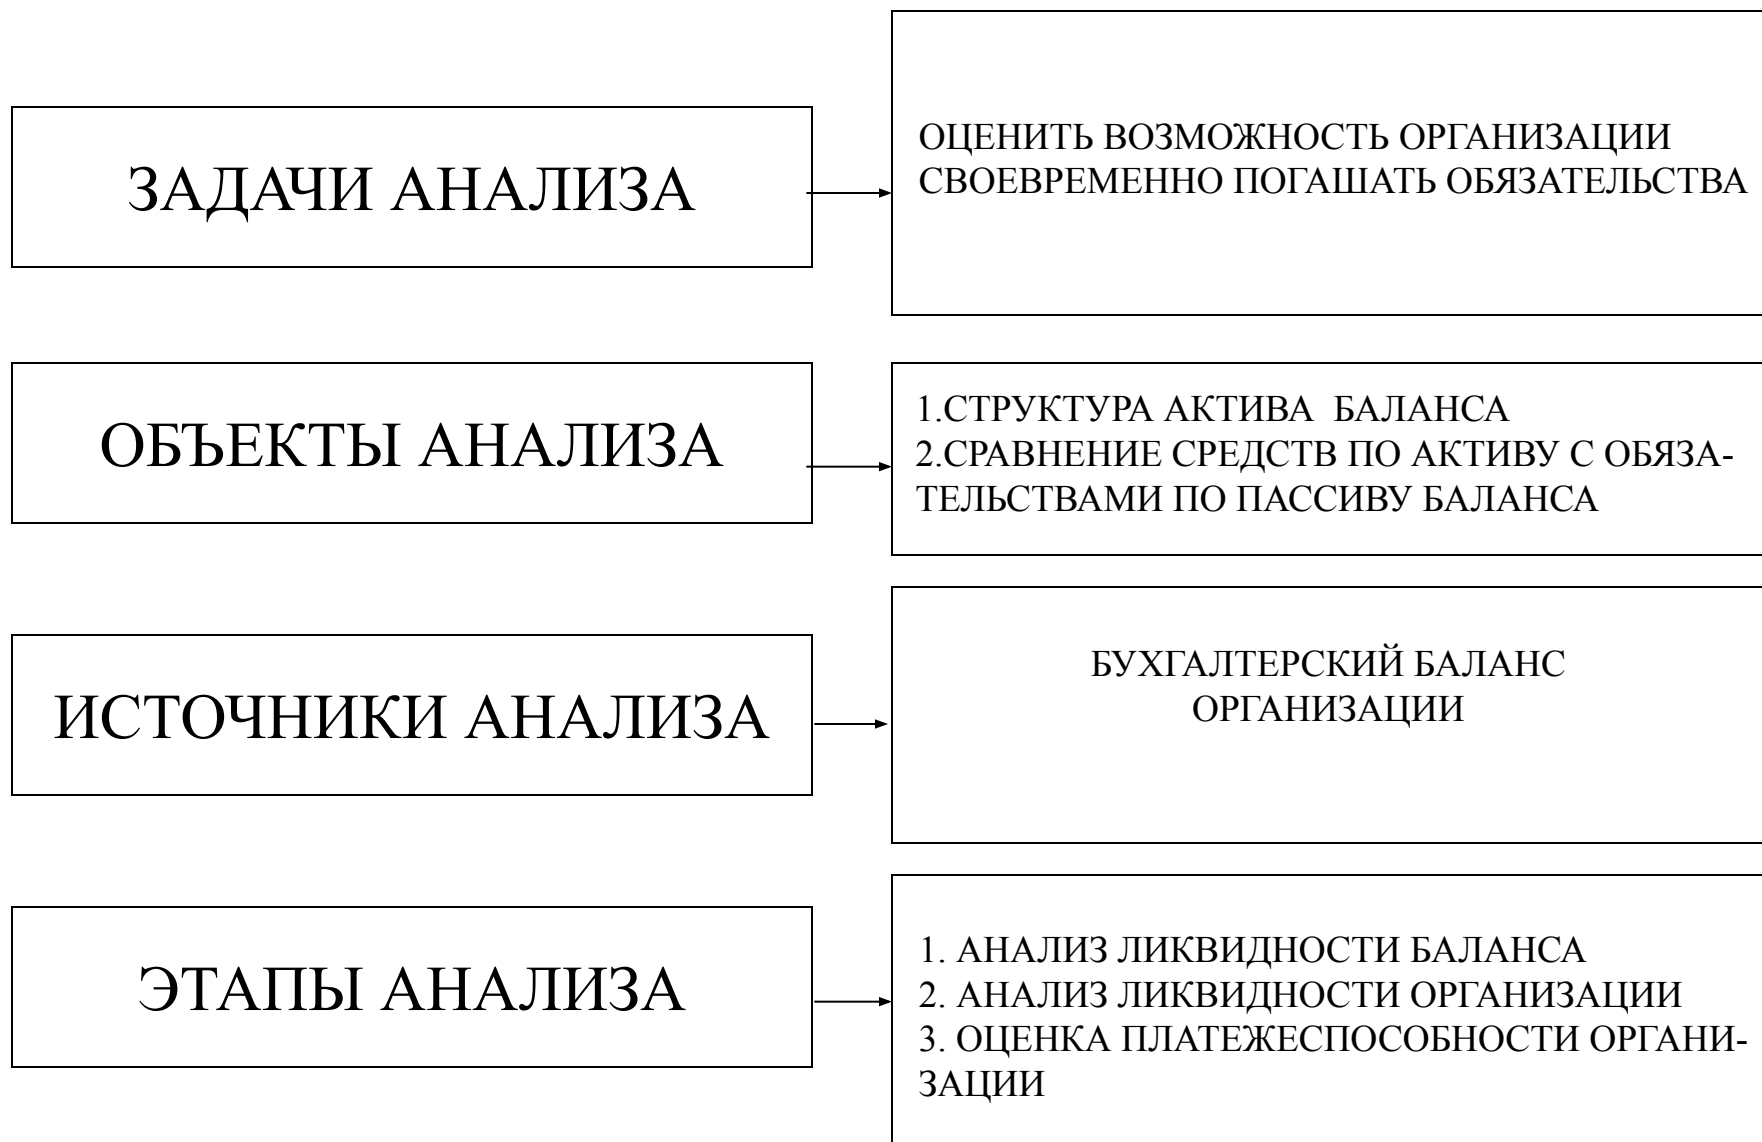 ЗАДАЧИ АНАЛИЗА
ОЦЕНИТЬ ВОЗМОЖНОСТЬ ОРГАНИЗАЦИИ
СВОЕВРЕМЕННО ПОГАШАТЬ ОБЯЗАТЕЛЬСТВА
ОБЪЕКТЫ АНАЛИЗА
1.СТРУКТУРА АКТИВА БАЛАНСА
2.СРАВНЕНИЕ СРЕДСТВ ПО АКТИВУ С ОБЯЗА-
ТЕЛЬСТВАМИ ПО ПАССИВУ БАЛАНСА
ИСТОЧНИКИ АНАЛИЗА
БУХГАЛТЕРСКИЙ БАЛАНС
ОРГАНИЗАЦИИ
ЭТАПЫ АНАЛИЗА
1. АНАЛИЗ ЛИКВИДНОСТИ БАЛАНСА
2. АНАЛИЗ ЛИКВИДНОСТИ ОРГАНИЗАЦИИ
3. ОЦЕНКА ПЛАТЕЖЕСПОСОБНОСТИ ОРГАНИ-
ЗАЦИИ